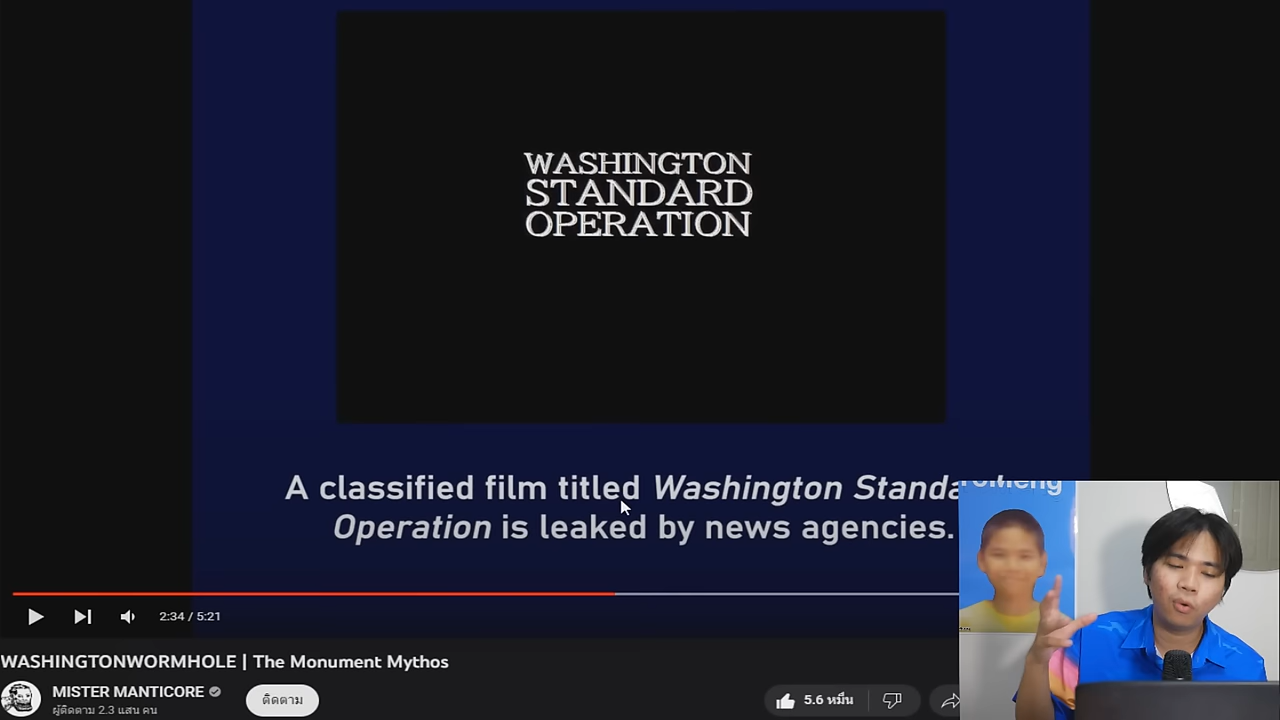 WASHINGTON
STANDARD
OPERATION
A classified film titled Washington Standa
Operation is leaked by news agencies.
2:34 / 5:21
WASHINGTONWORMHOLE | The Monument Mythos
MISTER MANTICORE
ผู้ติดตาม 2.3 แสน คน
ติดตาม
5.6 หมื่น